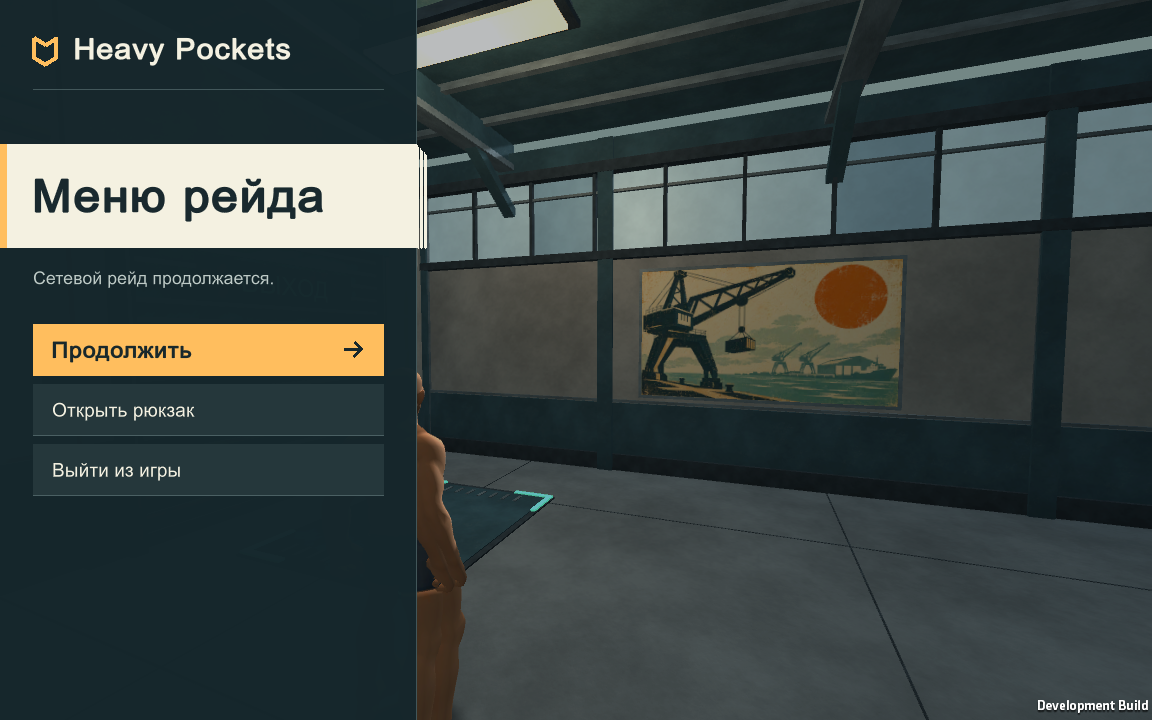 Heavy Pockets
Меню рейда
Сетевой рейд продолжается.
Продолжить
Открыть рюкзак
Выйти из игры
Development Build